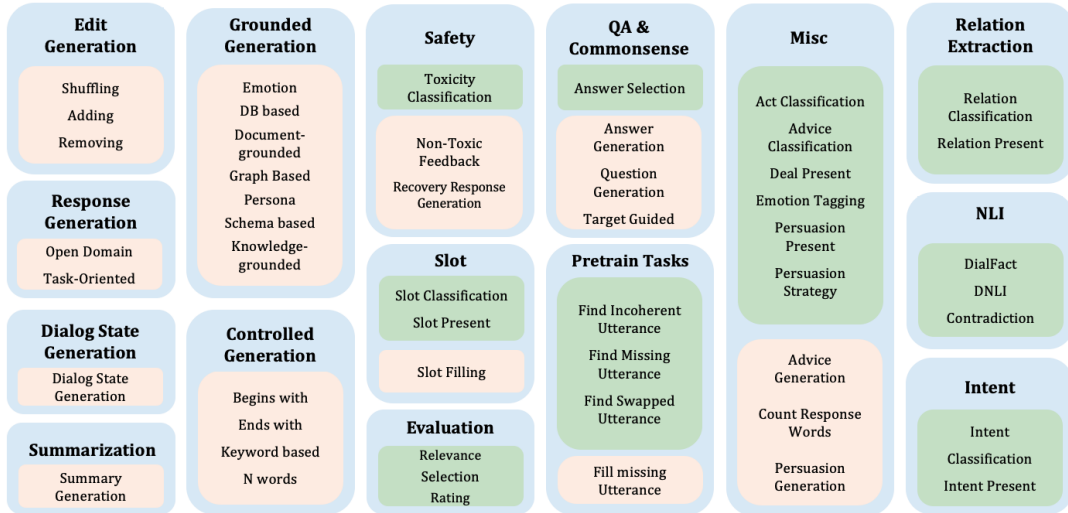 Edit
Generation
Shuffling
Adding
Removing
Response
Generation
Open Domain
Task-Oriented
Dialog State
Generation
Dialog State
Generation
Summarization
Summary
Generation
Grounded
Generation
Emotion
DB based
Document-
grounded
Graph Based
Persona
Schema based
Knowledge-
grounded
Controlled
Generation
Begins with
Ends with
Keyword based
N words
Safety
Toxicity
Classification
Non-Toxic
Feedback
Recovery Response
Generation
Slot
Slot Classification
Slot Present
Slot Filling
Evaluation
Relevance
Selection
Rating
QA &
Commonsense
Answer Selection
Answer
Generation
Question
Generation
Target Guided
Pretrain Tasks
Find Incoherent
Utterance
Find Missing
Utterance
Find Swapped
Utterance
Fill missing
Utterance
Misc
Act Classification
Advice
Classification
Deal Present
Emotion Tagging
Persuasion
Present
Persuasion
Strategy
Advice
Generation
Count Response
Words
Persuasion
Generation
Relation
Extraction
Relation
Classification
Relation Present
NLI
DialFact
DNLI
Contradiction
Intent
Intent
Classification
Intent Present